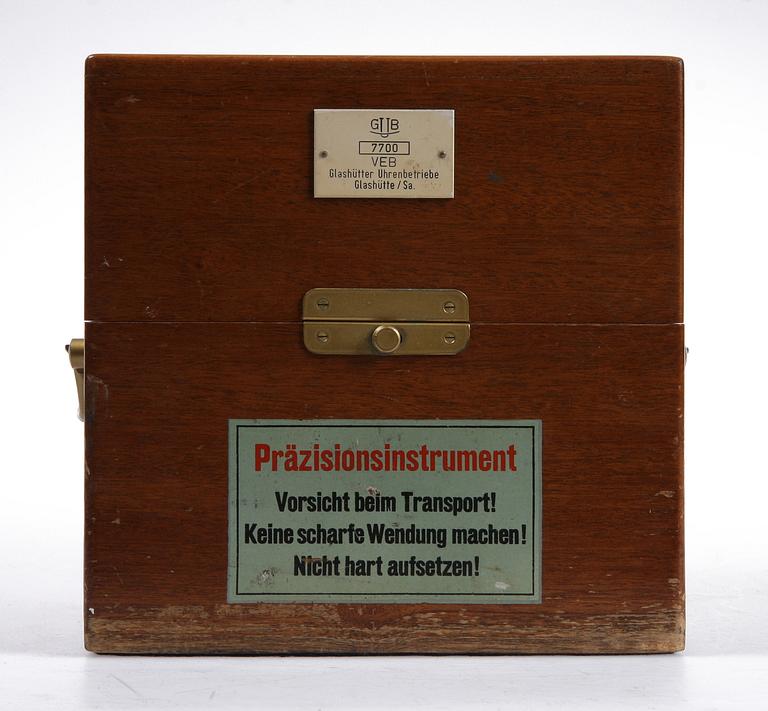 GUB
7700
VEB
Glashütter Uhrenbetriebe
Glashütte/Sa.
Präzisionsinstrument
Vorsicht beim Transport!
Keine scharfe Wendung machen!
Nicht hart aufsetzen!